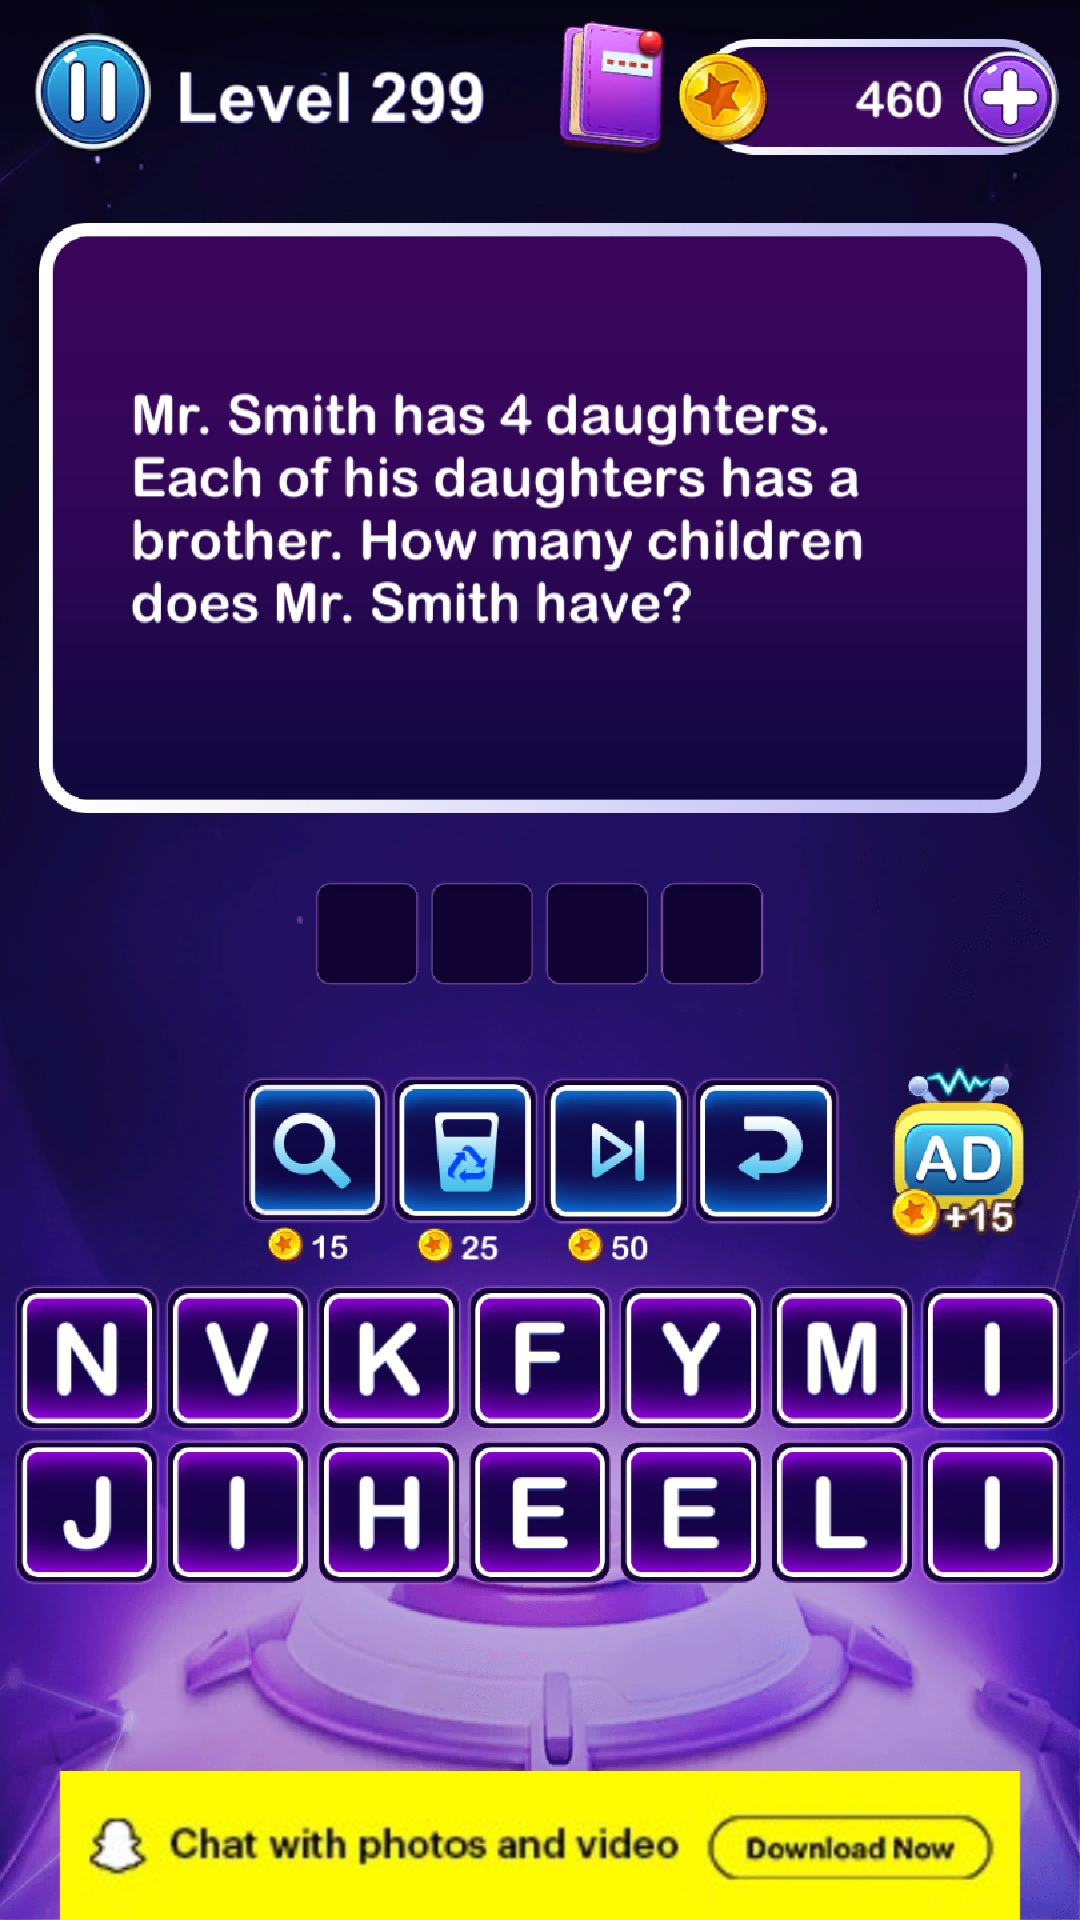 Level 299
460
Mr. Smith has 4 daughters.
Each of his daughters has a
brother. How many children
does Mr. Smith have?
AD
+15
15 25 50
N V K F Y M I
J I H E E L I
Chat with photos and video Download Now